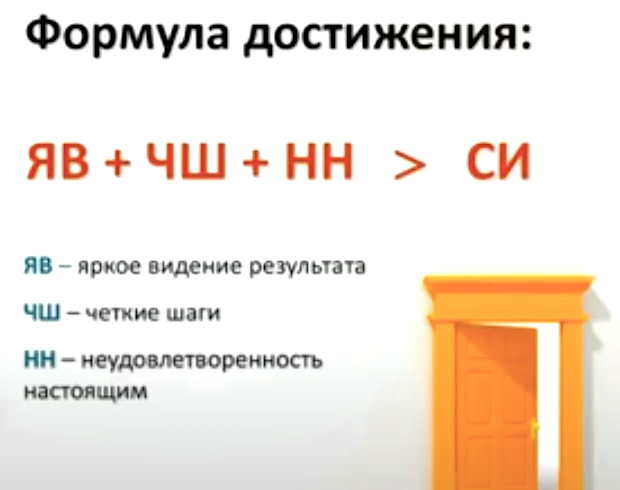 Формула достижения:
ЯВ + ЧШ + НН > СИ
ЯВ – яркое видение результата
ЧШ – четкие шаги
НН – неудовлетворенность
настоящим